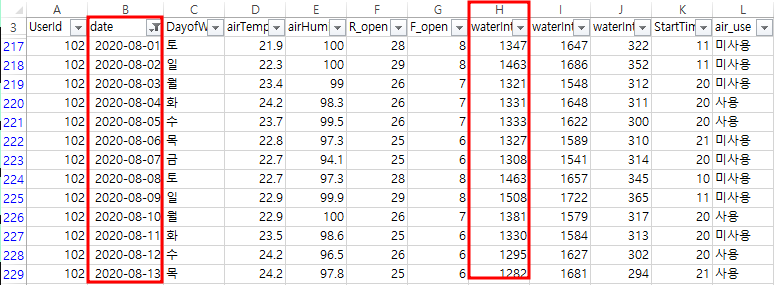 A B C D E F G H I J K L
3 UserId date DayofW airTemp airHum R_open F_open waterInt waterInt waterInt StartTim air_use
217 102 2020-08-01 토 21.9 100 28 8 1347 1647 322 11 미사용
218 102 2020-08-02 일 22.3 100 29 8 1463 1686 352 11 미사용
219 102 2020-08-03 월 23.4 99 26 7 1321 1548 312 20 미사용
220 102 2020-08-04 화 24.2 98.3 26 7 1331 1648 311 20 사용
221 102 2020-08-05 수 23.7 99.5 26 7 1333 1622 300 20 사용
222 102 2020-08-06 목 22.8 97.3 25 6 1327 1589 310 21 미사용
223 102 2020-08-07 금 22.7 94.1 25 6 1308 1541 314 20 미사용
224 102 2020-08-08 토 22.7 97.3 28 8 1463 1657 345 10 미사용
225 102 2020-08-09 일 22.9 99.9 29 8 1508 1722 365 11 미사용
226 102 2020-08-10 월 22.9 100 26 7 1381 1579 317 20 사용
227 102 2020-08-11 화 23.5 98.6 25 6 1330 1584 313 20 미사용
228 102 2020-08-12 수 24.2 96.5 26 6 1295 1627 302 20 사용
229 102 2020-08-13 목 24.2 97.8 25 6 1282 1681 294 21 사용